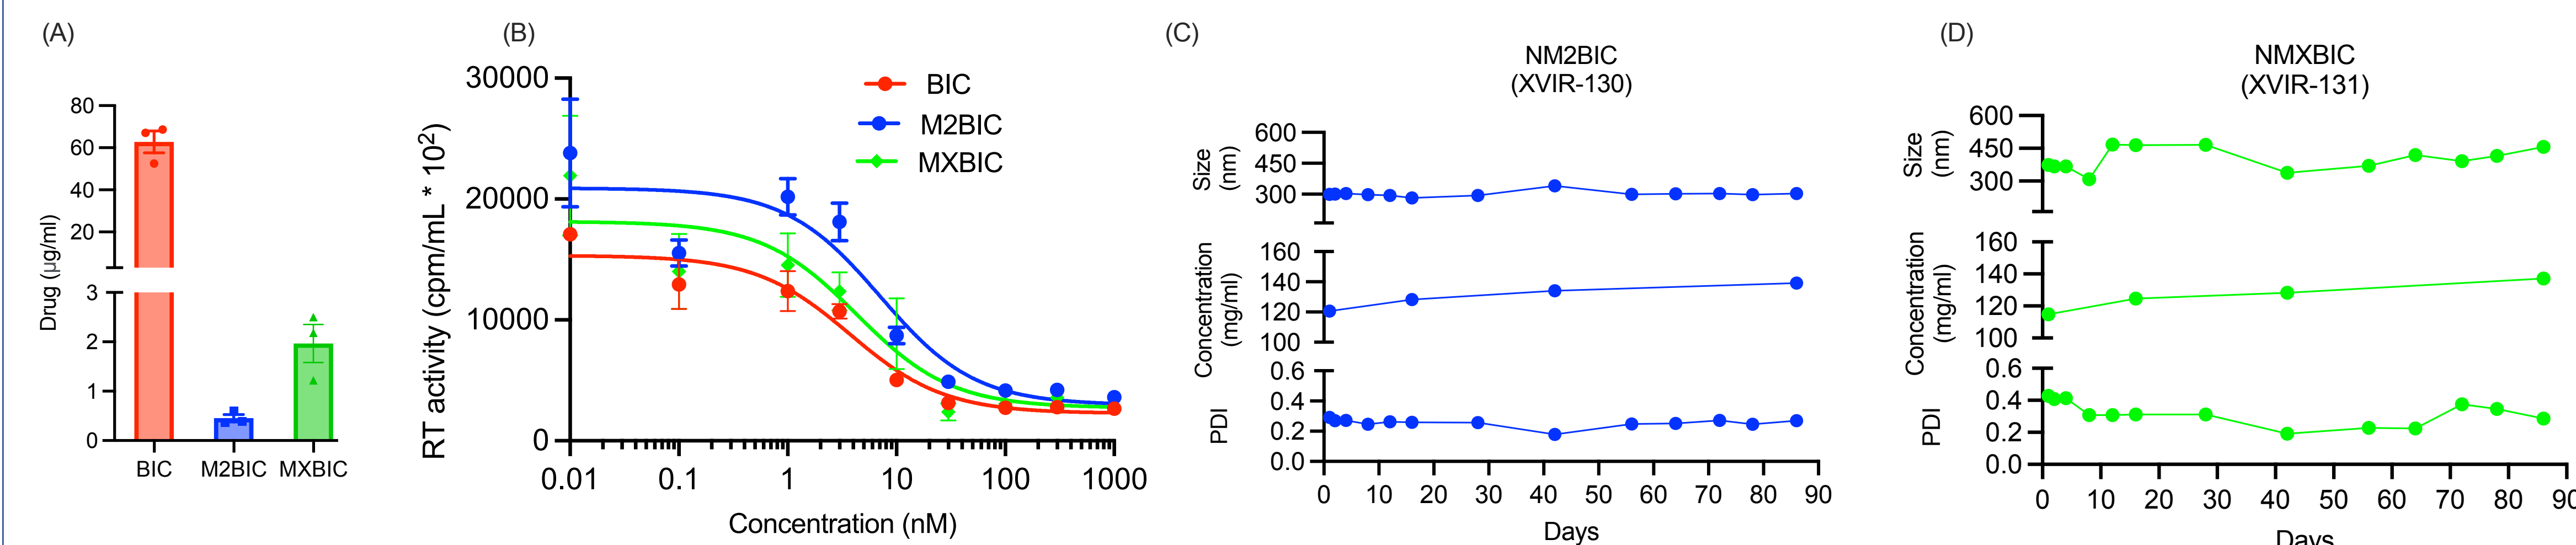 (A)
80
60
40
20
3
2
1
0
Drug (µg/ml)
BIC M2BIC MXBIC
(B)
30000
20000
10000
0
RT activity (cpm/mL * 10²)
BIC
M2BIC
MXBIC
0.01 0.1 1 10 100 1000
Concentration (nM)
(C)
NM2BIC
(XVIR-130)
Size
(nm)
600
450
300
Concentration
(mg/ml)
160
140
120
100
PDI
0.6
0.4
0.2
0.0
0 10 20 30 40 50 60 70 80 90
Days
(D)
NMXBIC
(XVIR-131)
Size
(nm)
600
450
300
Concentration
(mg/ml)
160
140
120
100
PDI
0.6
0.4
0.2
0.0
0 10 20 30 40 50 60 70 80 90
Days